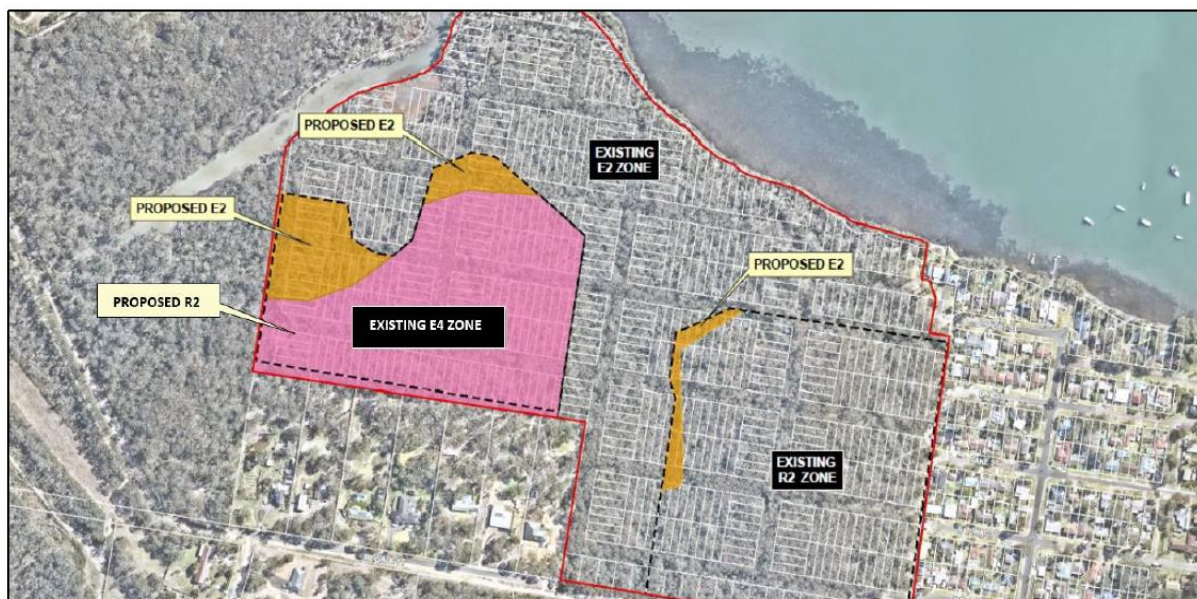 PROPOSED E2
EXISTING
E2 ZONE
PROPOSED E2
PROPOSED E2
PROPOSED R2
EXISTING E4 ZONE
EXISTING
R2 ZONE